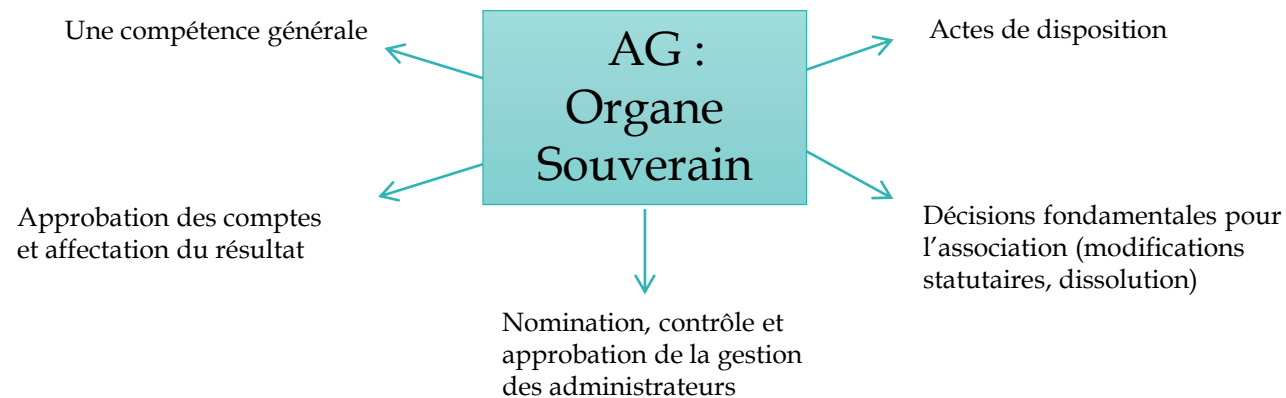 Une compétence générale
AG :
Organe
Souverain
Actes de disposition
Approbation des comptes
et affectation du résultat
Décisions fondamentales pour
l’association (modifications
statutaires, dissolution)
Nomination, contrôle et
approbation de la gestion
des administrateurs